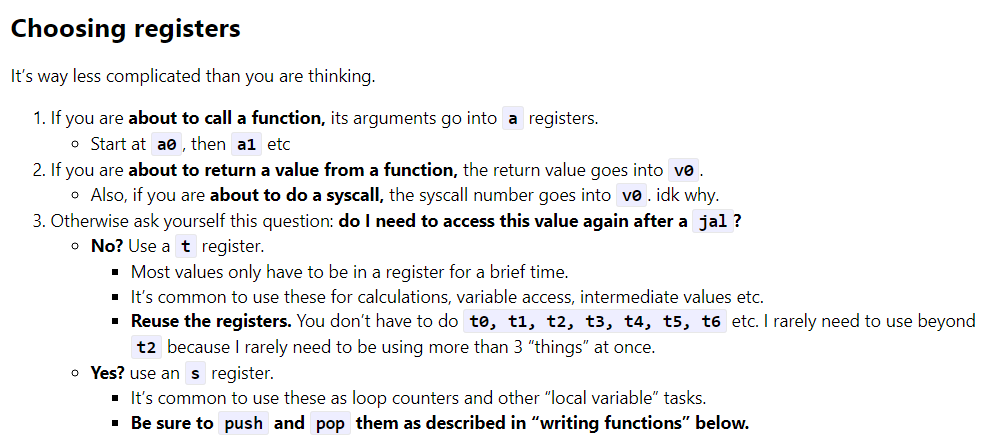 Choosing registers
It's way less complicated than you are thinking.
1. If you are about to call a function, its arguments go into a registers.
Start at a0, then a1 etc
2. If you are about to return a value from a function, the return value goes into v0.
Also, if you are about to do a syscall, the syscall number goes into v0. idk why.
3. Otherwise ask yourself this question: do I need to access this value again after a jal?
No? Use a t register.
Most values only have to be in a register for a brief time.
It's common to use these for calculations, variable access, intermediate values etc.
Reuse the registers. You don't have to do t0, t1, t2, t3, t4, t5, t6 etc. I rarely need to use beyond
t2 because I rarely need to be using more than 3 “things” at once.
Yes? use an s register.
It's common to use these as loop counters and other “local variable” tasks.
Be sure to push and pop them as described in “writing functions” below.